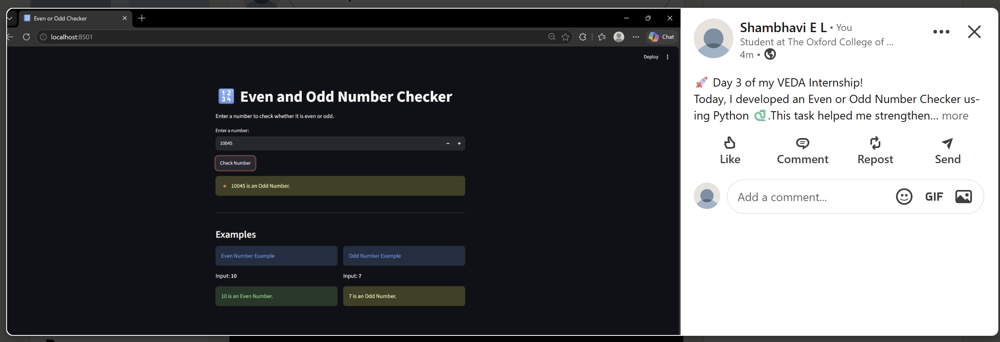 Even or Odd Checker
localhost:8501
Chat
Deploy
Even and Odd Number Checker
Enter a number to check whether it is even or odd.
Enter a number:
10045
Check Number
10045 is an Odd Number.
Examples
Even Number Example
Odd Number Example
Input: 10
Input: 7
10 is an Even Number.
7 is an Odd Number.
Shambhavi E L • You
Student at The Oxford College of ...
4m •
🚀 Day 3 of my VEDA Internship!
Today, I developed an Even or Odd Number Checker us-
ing Python 🐍.This task helped me strengthen... more
Like
Comment
Repost
Send
Add a comment...
GIF